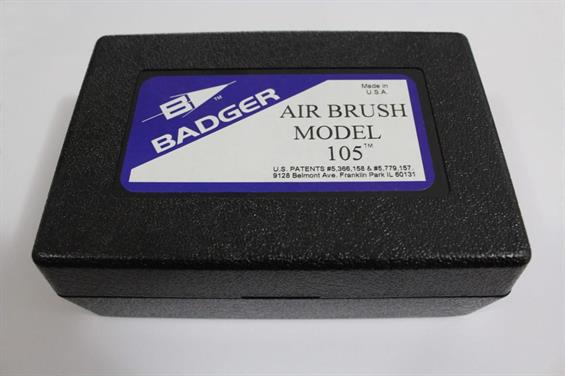 B
™
BADGER
Made in
U.S.A.
AIR BRUSH
MODEL
105™
U.S. PATENTS #5,366,158 & #5,779,157.
9128 Belmont Ave. Franklin Park IL 60131